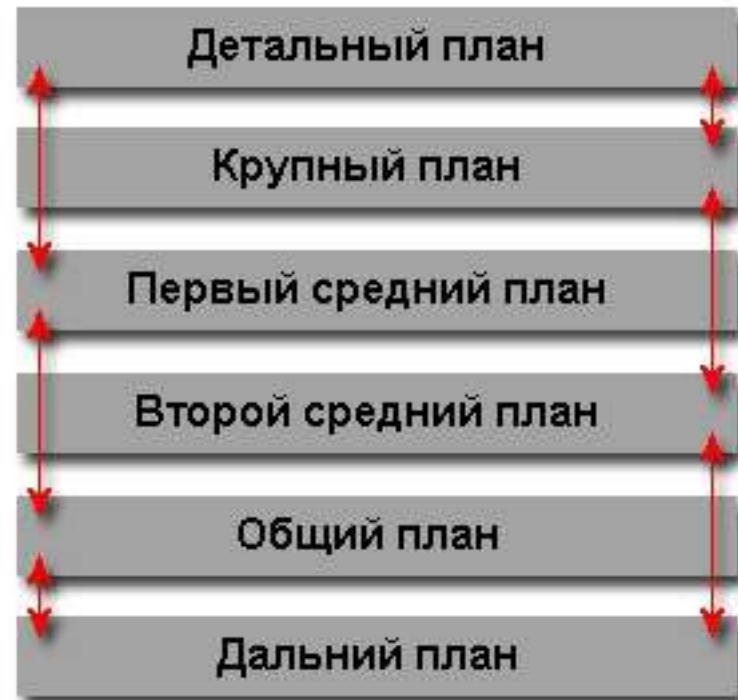 Детальный план
Крупный план
Первый средний план
Второй средний план
Общий план
Дальний план